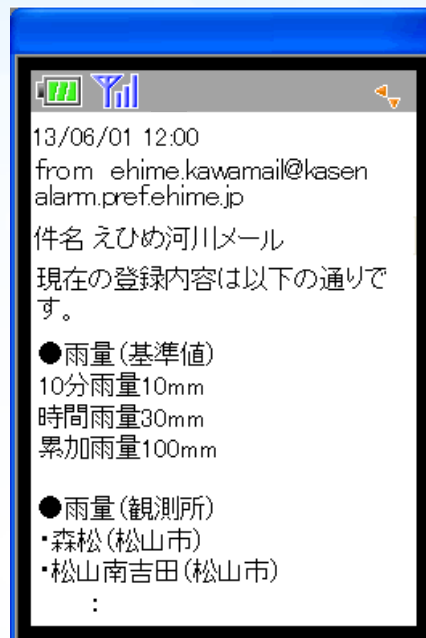 13/06/01 12:00
from ehime.kawamail@kasen
alarm.pref.ehime.jp
件名 えひめ河川メール
現在の登録内容は以下の通りで
す。
●雨量(基準値)
10分雨量10mm
時間雨量30mm
累加雨量100mm
●雨量(観測所)
・森松(松山市)
・松山南吉田(松山市)
: